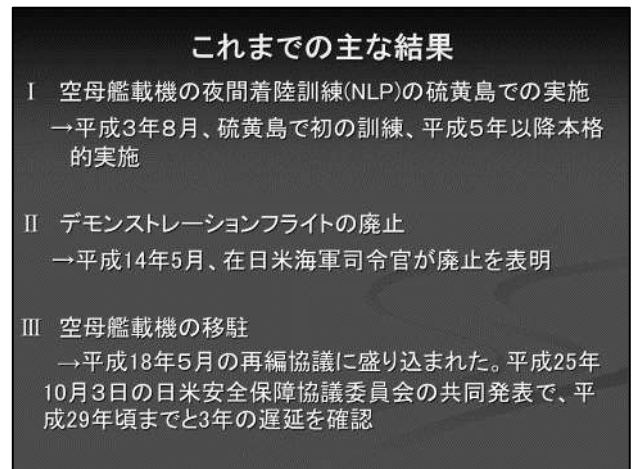 これまでの主な結果
Ⅰ 空母艦載機の夜間着陸訓練(NLP)の硫黄島での実施
→平成3年8月、硫黄島で初の訓練、平成5年以降本格
的実施
Ⅱ デモンストレーションフライトの廃止
→平成14年5月、在日米海軍司令官が廃止を表明
Ⅲ 空母艦載機の移駐
→平成18年5月の再編協議に盛り込まれた。平成25年
10月3日の日米安全保障協議委員会の共同発表で、平
成29年頃までと3年の遅延を確認